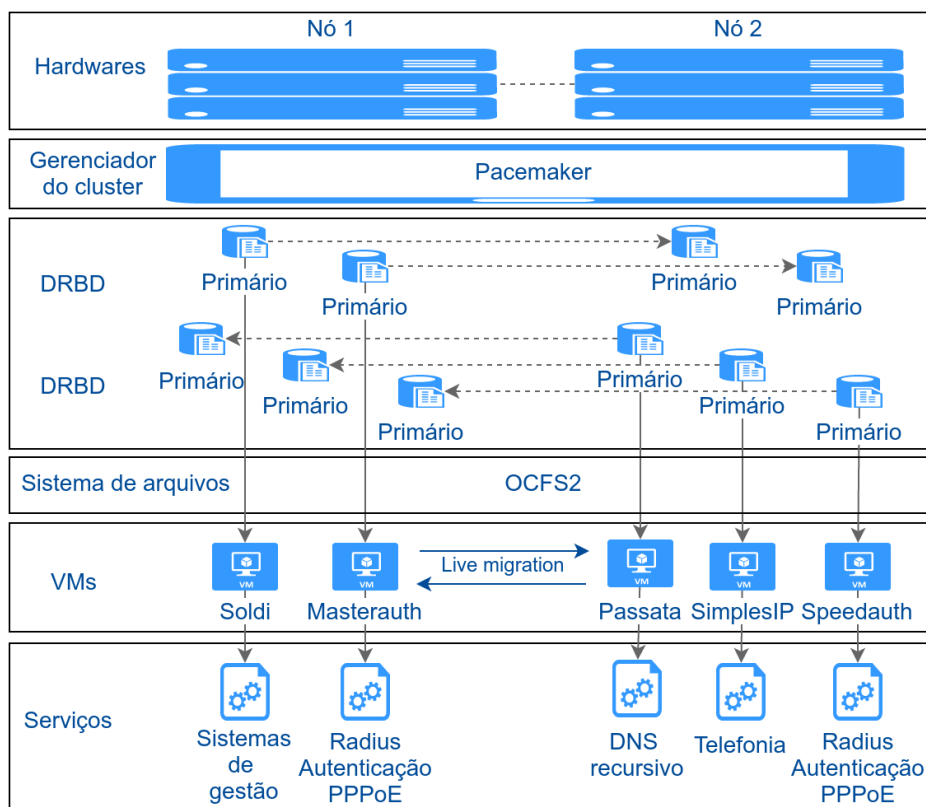 Nó 1
Nó 2
Hardwares
Gerenciador
do cluster
Pacemaker
DRBD
Primário
Primário
Primário
Primário
DRBD
Primário
Primário
Primário
Primário
Primário
Primário
Sistema de arquivos
OCFS2
VMs
VM
VM
Live migration
VM
VM
VM
Soldi
Masterauth
Passata
SimplesIP
Speedauth
Serviços
Sistemas
de
gestão
Radius
Autenticação
PPPoE
DNS
recursivo
Telefonia
Radius
Autenticação
PPPoE